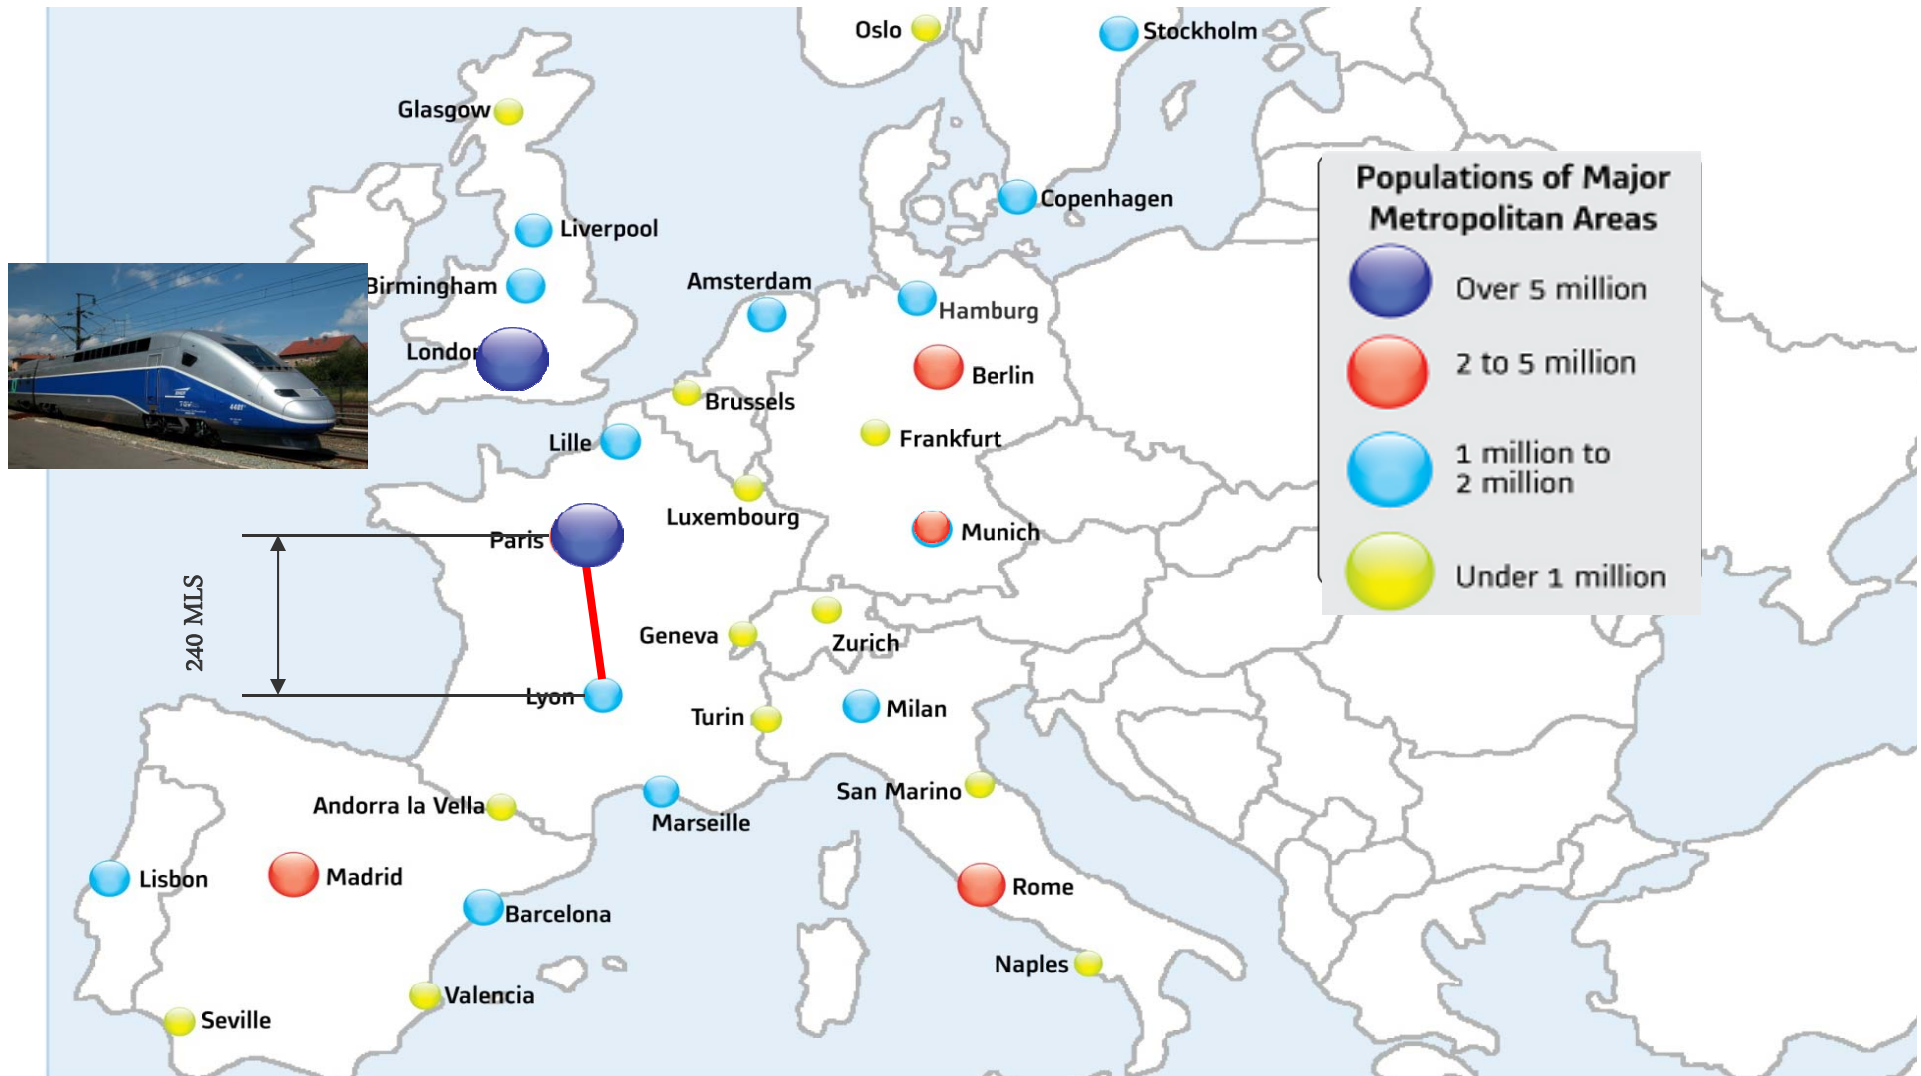 Oslo
Stockholm
Glasgow
Copenhagen
Liverpool
Birmingham
Amsterdam
Hamburg
London
Berlin
Brussels
Frankfurt
Lille
Luxembourg
Munich
Paris
240 MLS
Geneva
Zurich
Lyon
Turin
Milan
San Marino
Andorra la Vella
Marseille
Lisbon
Madrid
Rome
Barcelona
Naples
Valencia
Seville
Populations of Major
Metropolitan Areas
Over 5 million
2 to 5 million
1 million to
2 million
Under 1 million